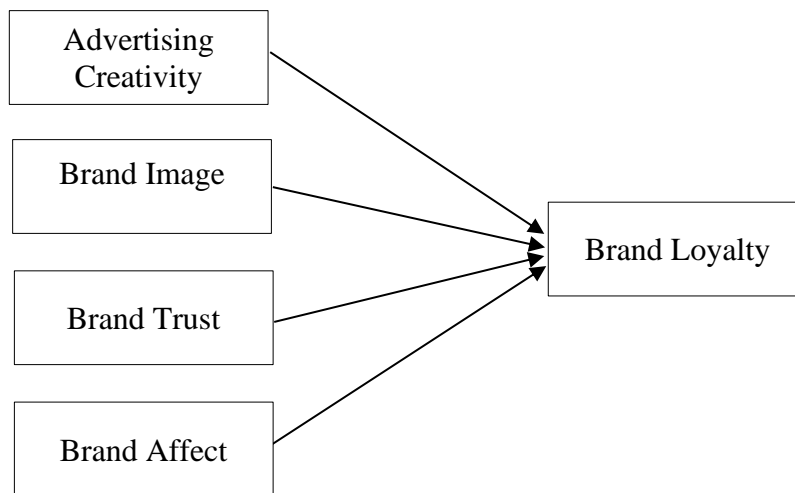 Advertising
Creativity
Brand Image
Brand Loyalty
Brand Trust
Brand Affect